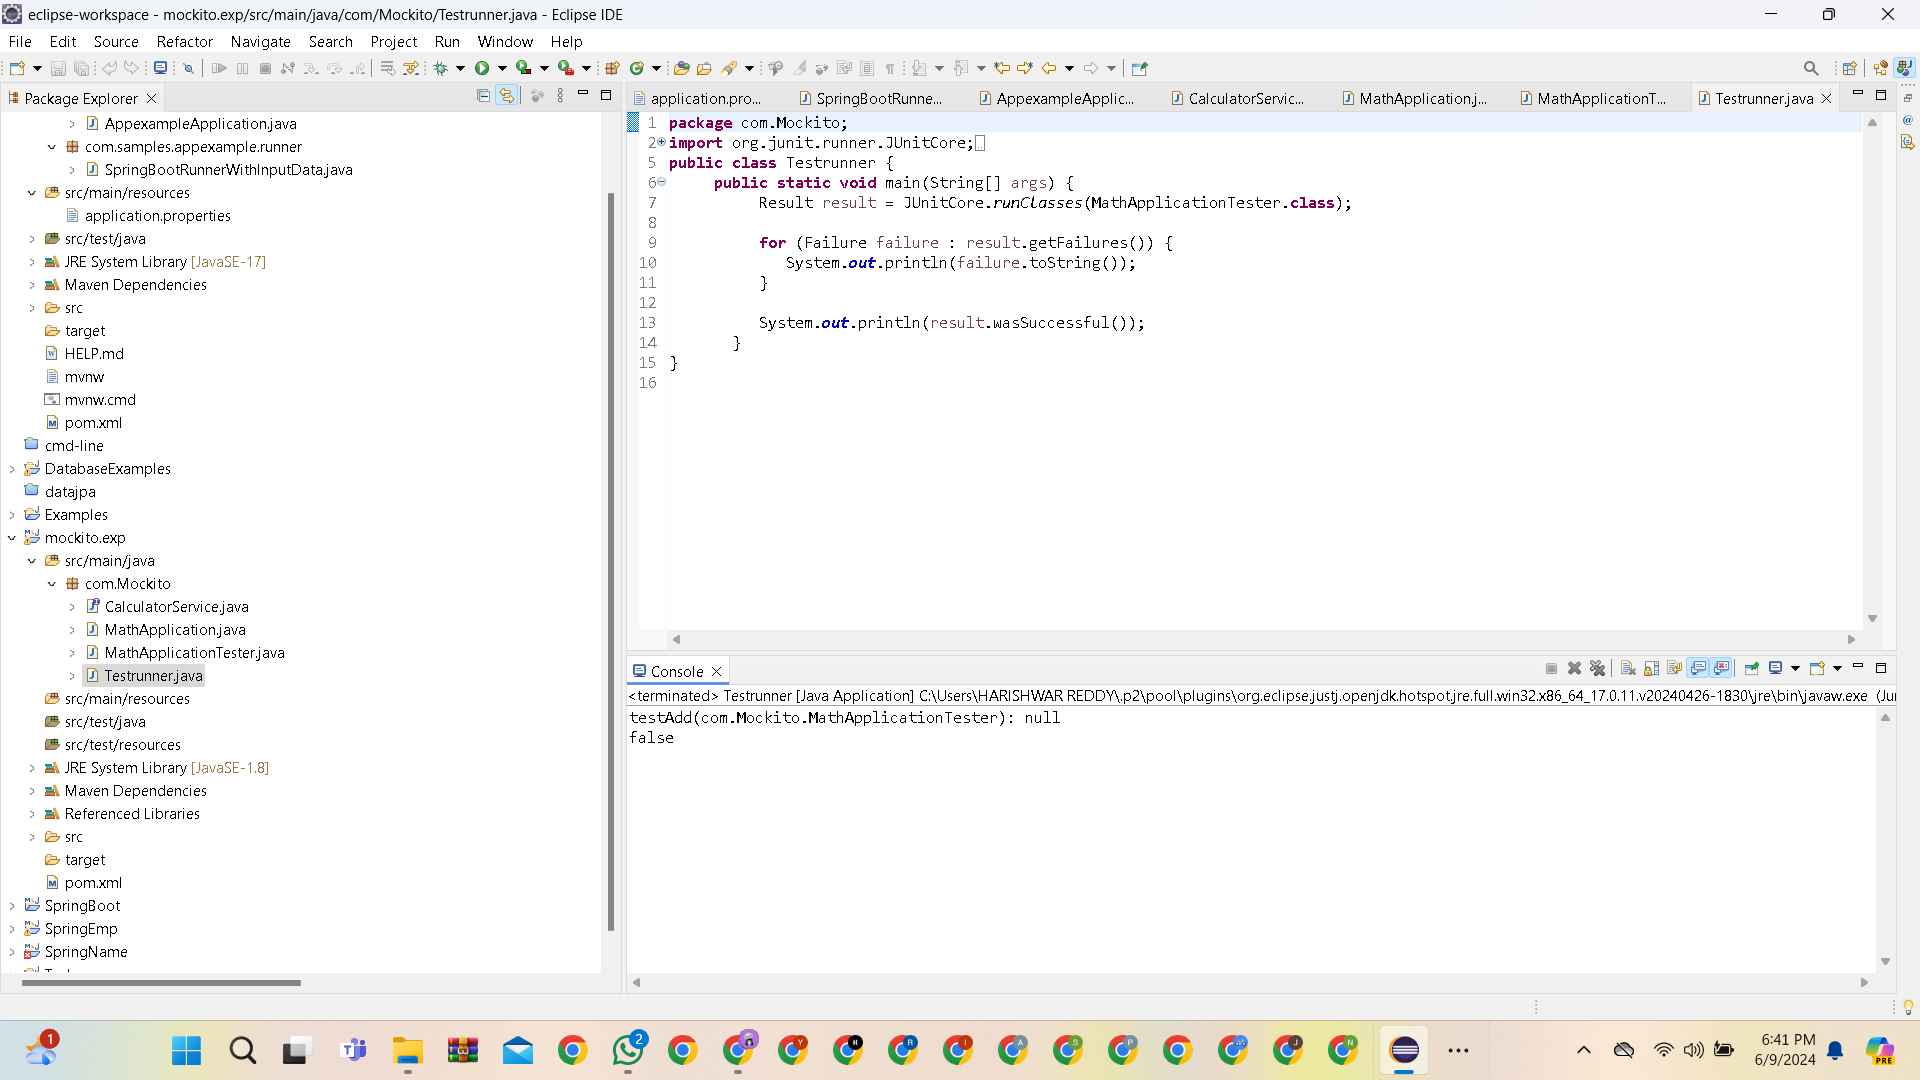 eclipse-workspace - mockito.exp/src/main/java/com/Mockito/Testrunner.java - Eclipse IDE
File Edit Source Refactor Navigate Search Project Run Window Help
Package Explorer
AppexampleApplication.java
com.samples.appexample.runner
SpringBootRunnerWithInputData.java
src/main/resources
application.properties
src/test/java
JRE System Library [JavaSE-17]
Maven Dependencies
src
target
HELP.md
mvnw
mvnw.cmd
pom.xml
cmd-line
DatabaseExamples
datajpa
Examples
mockito.exp
src/main/java
com.Mockito
CalculatorService.java
MathApplication.java
MathApplicationTester.java
Testrunner.java
src/main/resources
src/test/java
src/test/resources
JRE System Library [JavaSE-1.8]
Maven Dependencies
Referenced Libraries
src
target
pom.xml
SpringBoot
SpringEmp
SpringName
application.pro... SpringBootRunne... AppexampleApplic... CalculatorServic... MathApplication.j... MathApplicationT... Testrunner.java
1 package com.Mockito;
2 import org.junit.runner.JUnitCore;
5 public class Testrunner {
6 public static void main(String[] args) {
7 Result result = JUnitCore.runClasses(MathApplicationTester.class);
8
9 for (Failure failure : result.getFailures()) {
10 System.out.println(failure.toString());
11 }
12
13 System.out.println(result.wasSuccessful());
14 }
15 }
16
Console
<terminated> Testrunner [Java Application] C:\Users\HARISHWAR REDDY\.p2\pool\plugins\org.eclipse.justj.openjdk.hotspot.jre.full.win32.x86_64_17.0.11.v20240426-1830\jre\bin\javaw.exe (Jun
testAdd(com.Mockito.MathApplicationTester): null
false
1
2
6:41 PM
6/9/2024
PRE